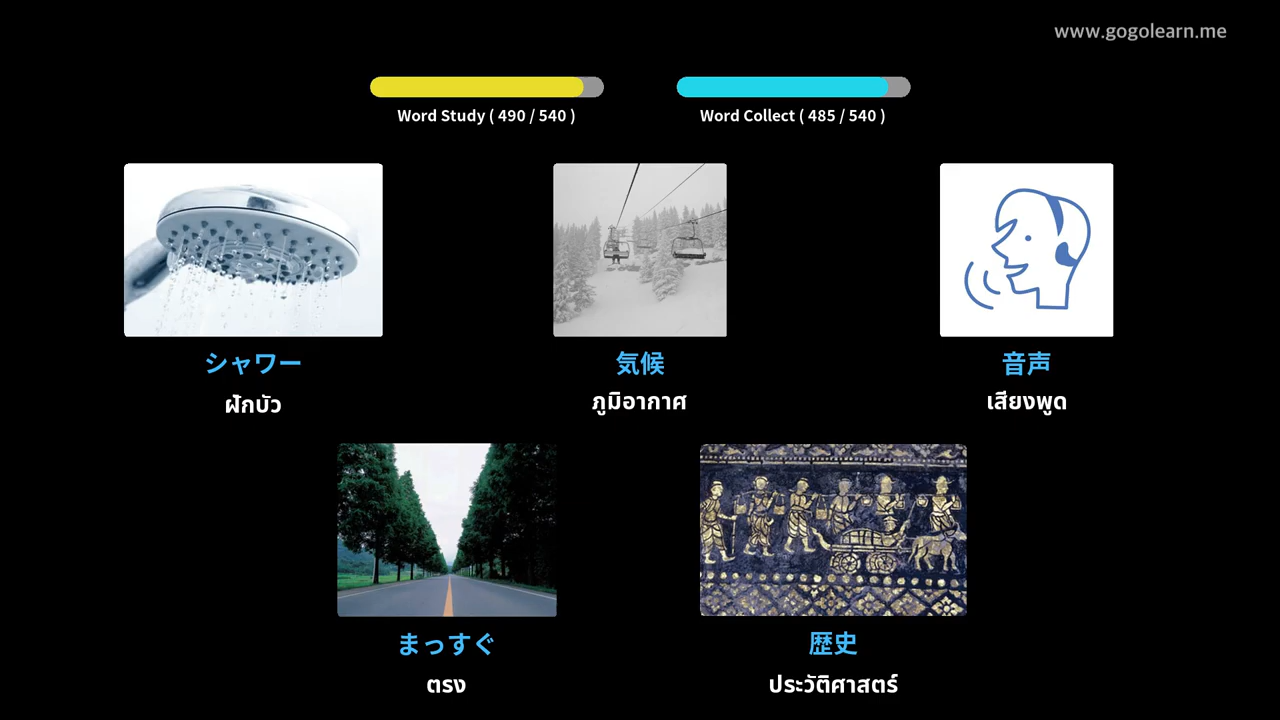 www.gogolearn.me
Word Study ( 490 / 540 )
Word Collect ( 485 / 540 )
シャワー
ฝักบัว
気候
ภูมิอากาศ
音声
เสียงพูด
まっすぐ
ตรง
歴史
ประวัติศาสตร์